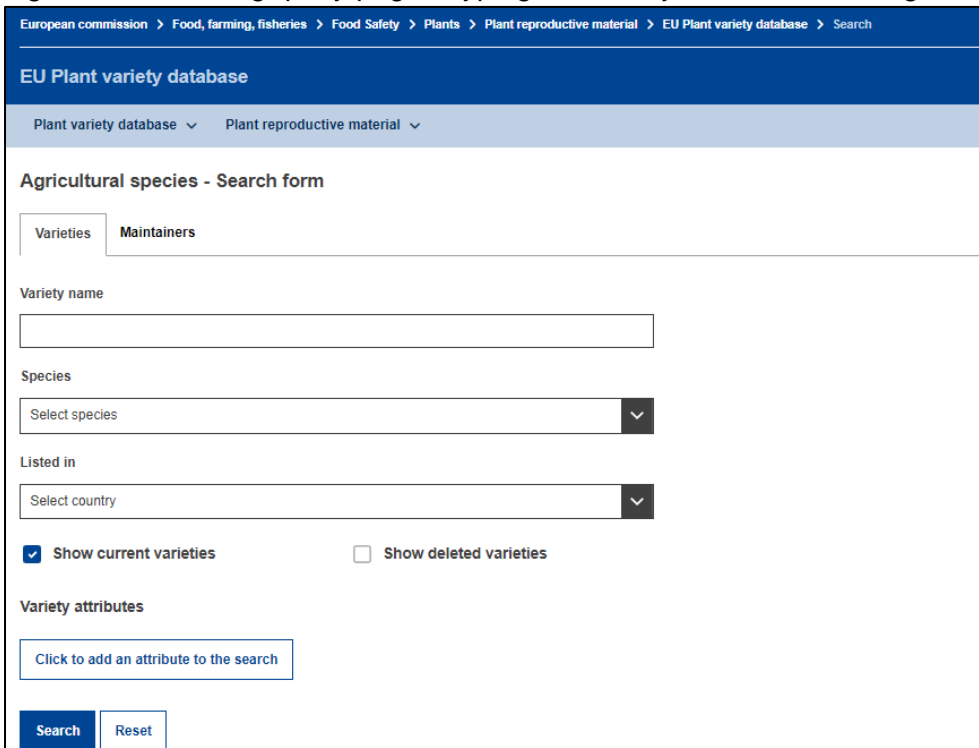 European commission > Food, farming, fisheries > Food Safety > Plants > Plant reproductive material > EU Plant variety database > Search
EU Plant variety database
Plant variety database Plant reproductive material
Agricultural species - Search form
Varieties Maintainers
Variety name
Species
Select species
Listed in
Select country
Show current varieties Show deleted varieties
Variety attributes
Click to add an attribute to the search
Search Reset